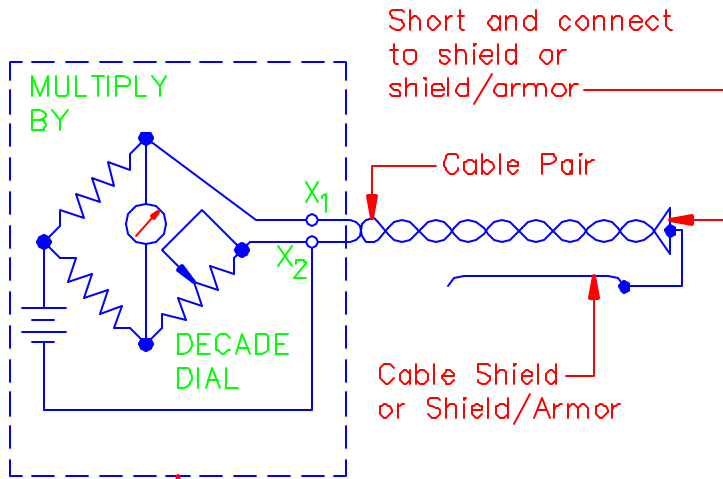 Short and connect
to shield or
shield/armor
MULTIPLY
BY
Cable Pair
X1
X2
DECADE
DIAL
Cable Shield
or Shield/Armor